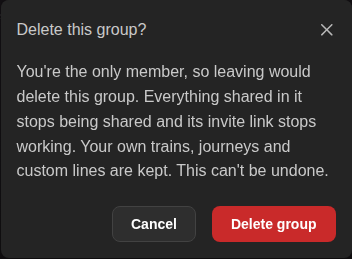 Delete this group?
You're the only member, so leaving would
delete this group. Everything shared in it
stops being shared and its invite link stops
working. Your own trains, journeys and
custom lines are kept. This can't be undone.
Cancel
Delete group